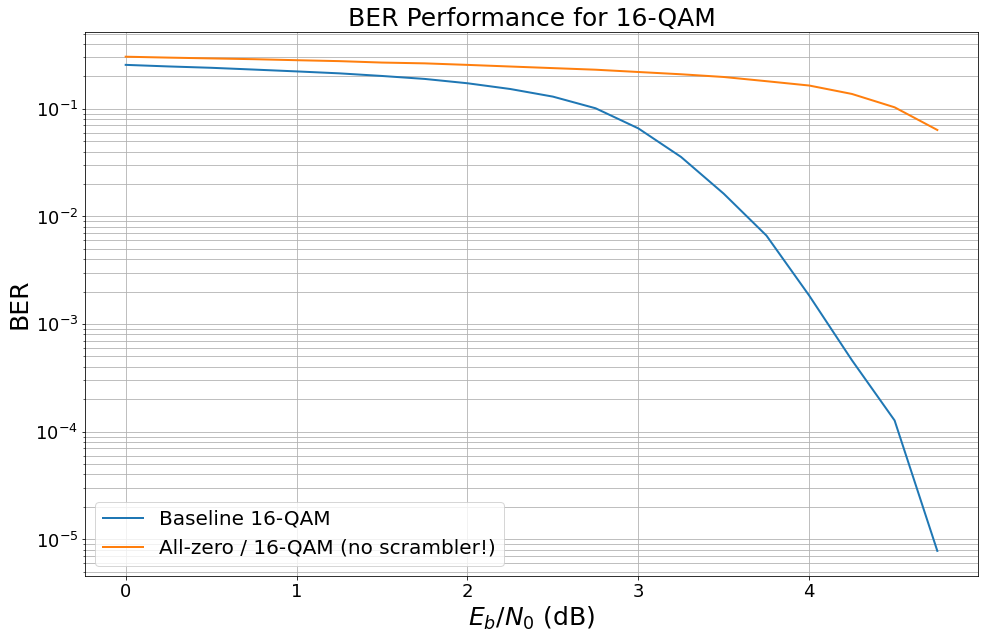 BER Performance for 16-QAM
BER
10⁻¹
10⁻²
10⁻³
10⁻⁴
10⁻⁵
Baseline 16-QAM
All-zero / 16-QAM (no scrambler!)
0 1 2 3 4
E_b/N_0 (dB)